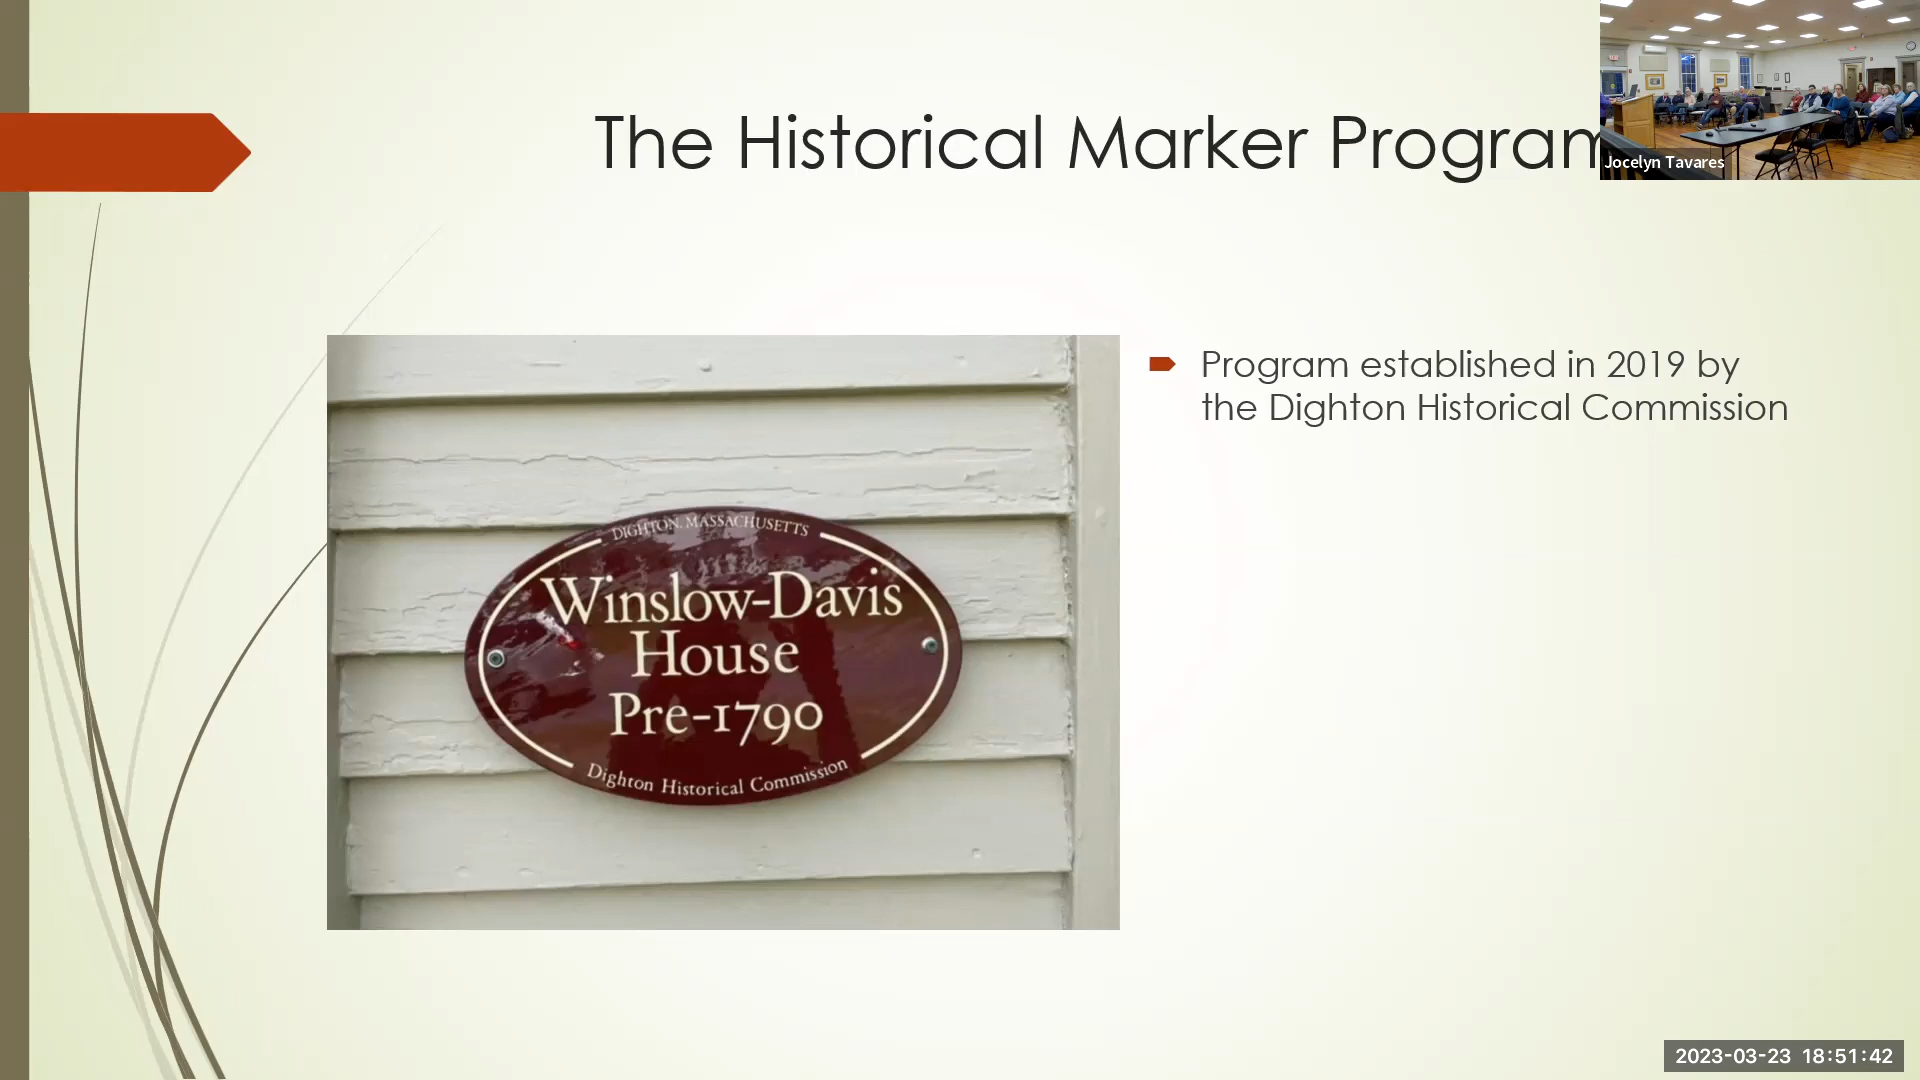 The Historical Marker Program
Jocelyn Tavares
Program established in 2019 by
the Dighton Historical Commission
DIGHTON, MASSACHUSETTS
Winslow-Davis
House
Pre-1790
Dighton Historical Commission
2023-03-23 18:51:42